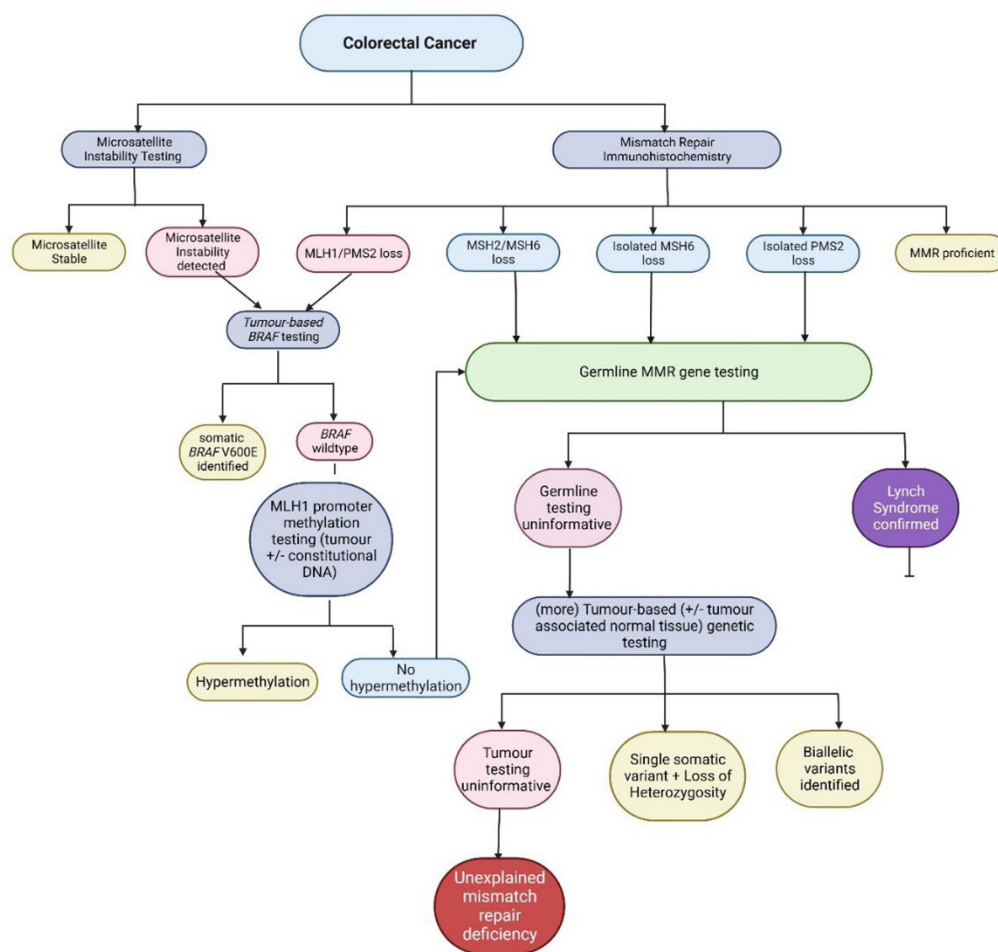 Colorectal Cancer
Microsatellite
Instability Testing
Mismatch Repair
Immunohistochemistry
Microsatellite
Stable
Microsatellite
Instability
detected
MLH1/PMS2 loss
MSH2/MSH6
loss
Isolated MSH6
loss
Isolated PMS2
loss
MMR proficient
Tumour-based
BRAF testing
Germline MMR gene testing
somatic
BRAF V600E
identified
BRAF
wildtype
Germline
testing
uninformative
Lynch
Syndrome
confirmed
MLH1 promoter
methylation
testing (tumour
+/- constitutional
DNA)
(more) Tumour-based (+/- tumour
associated normal tissue) genetic
testing
Hypermethylation
No
hypermethylation
Tumour
testing
uninformative
Single somatic
variant + Loss of
Heterozygosity
Biallelic
variants
identified
Unexplained
mismatch
repair
deficiency